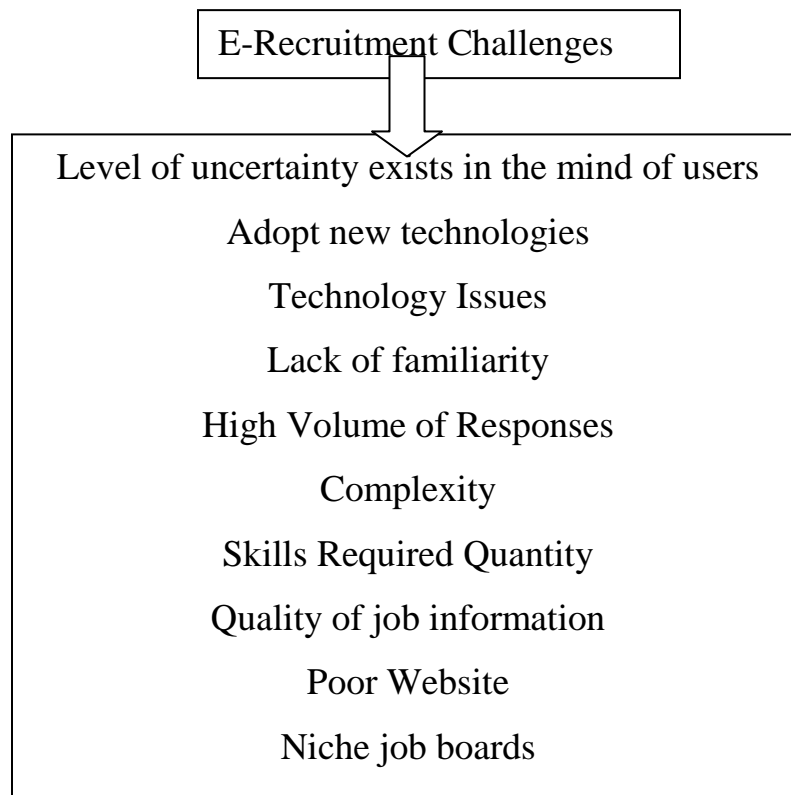 E-Recruitment Challenges
Level of uncertainty exists in the mind of users
Adopt new technologies
Technology Issues
Lack of familiarity
High Volume of Responses
Complexity
Skills Required Quantity
Quality of job information
Poor Website
Niche job boards